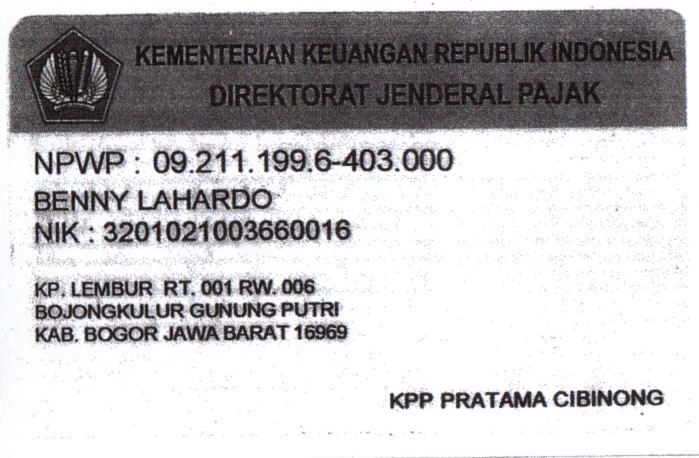 KEMENTERIAN KEUANGAN REPUBLIK INDONESIA
DIREKTORAT JENDERAL PAJAK
NPWP : 09.211.199.6-403.000
BENNY LAHARDO
NIK : 3201021003660016
KP. LEMBUR RT. 001 RW. 006
BOJONGKULUR GUNUNG PUTRI
KAB. BOGOR JAWA BARAT 16969
KPP PRATAMA CIBINONG